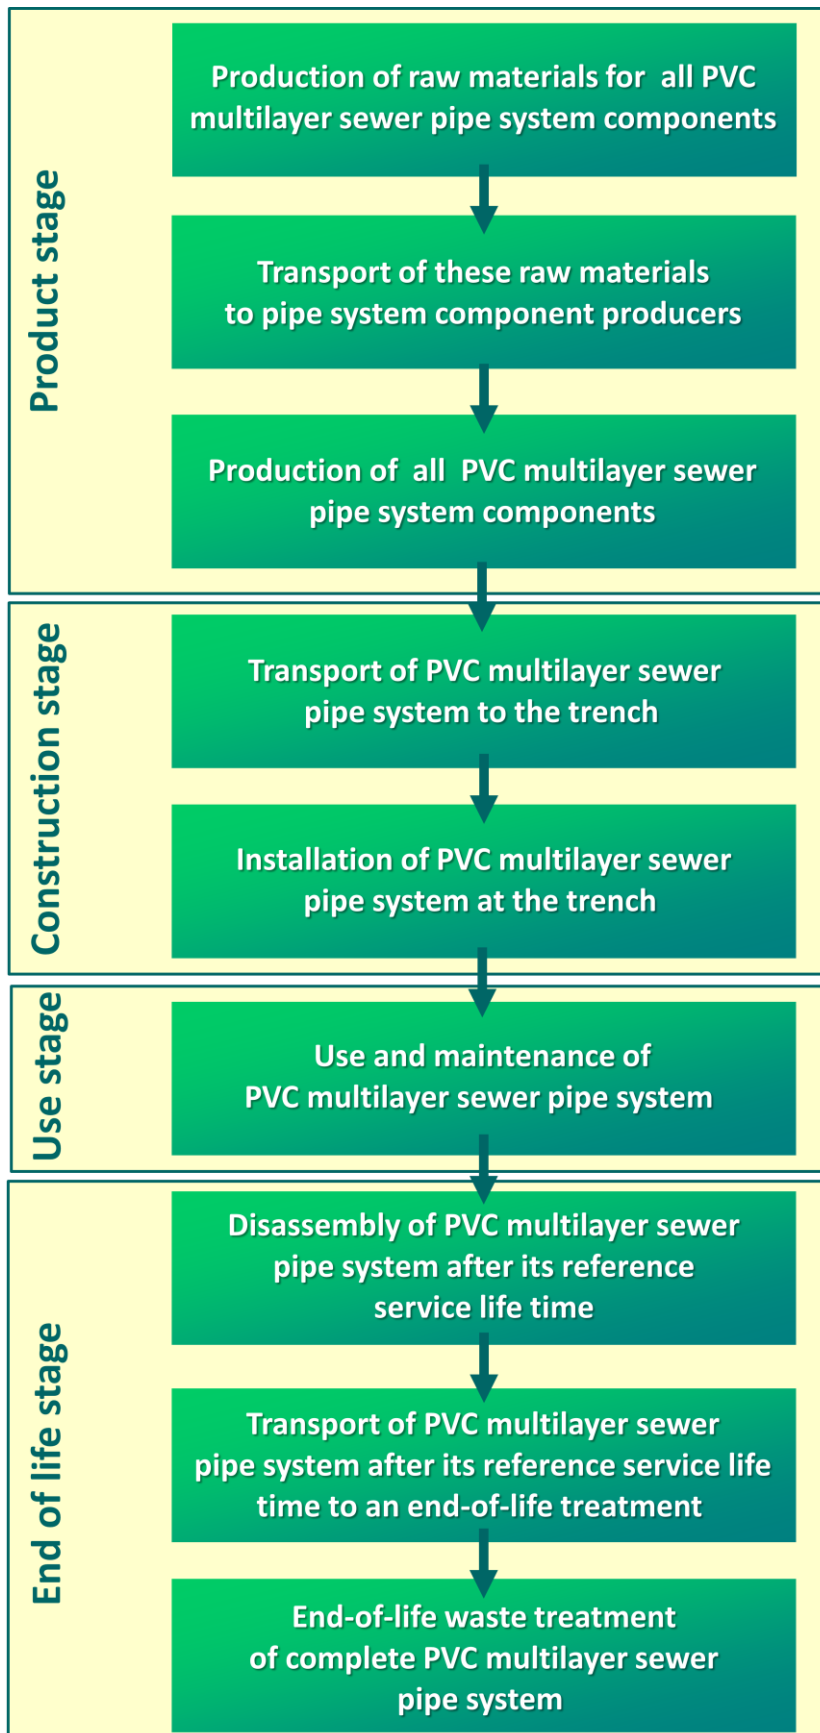 Product stage
Production of raw materials for all PVC
multilayer sewer pipe system components
Transport of these raw materials
to pipe system component producers
Production of all PVC multilayer sewer
pipe system components
Construction stage
Transport of PVC multilayer sewer
pipe system to the trench
Installation of PVC multilayer sewer
pipe system at the trench
Use stage
Use and maintenance of
PVC multilayer sewer pipe system
End of life stage
Disassembly of PVC multilayer sewer
pipe system after its reference
service life time
Transport of PVC multilayer sewer
pipe system after its reference service life
time to an end-of-life treatment
End-of-life waste treatment
of complete PVC multilayer sewer
pipe system